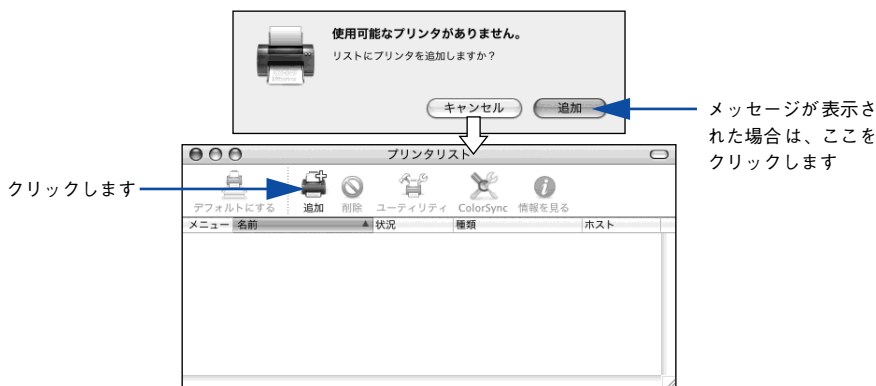 使用可能なプリンタがありません。
リストにプリンタを追加しますか？
キャンセル
追加
メッセージが表示さ
れた場合は、ここを
クリックします
プリンタリスト
クリックします
デフォルトにする 追加 削除 ユーティリティ ColorSync 情報を見る
メニュー 名前 状況 種類 ホスト